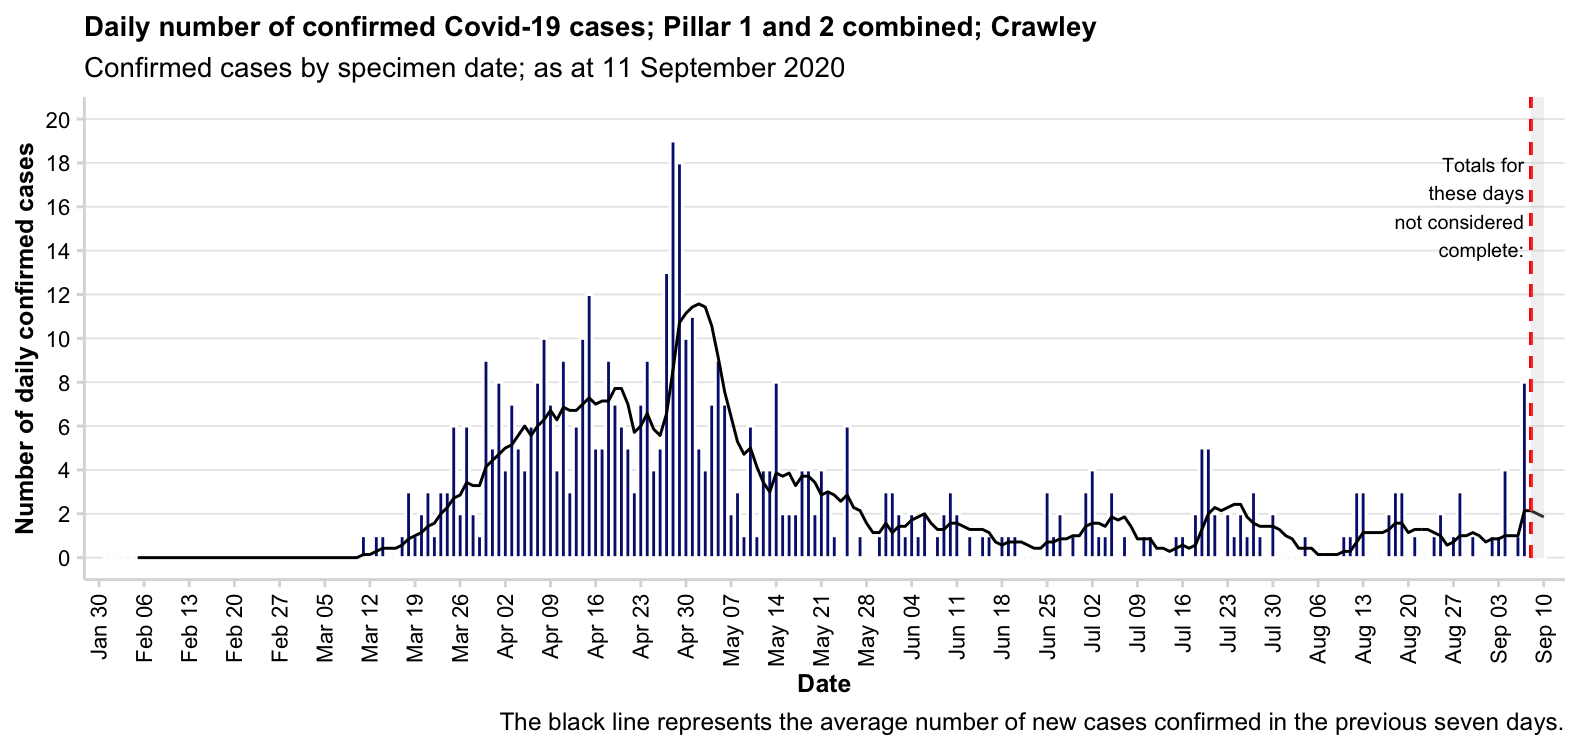 Daily number of confirmed Covid-19 cases; Pillar 1 and 2 combined; Crawley
Confirmed cases by specimen date; as at 11 September 2020
Number of daily confirmed cases
20
18
16
14
12
10
8
6
4
2
0
Totals for
these days
not considered
complete:
Jan 30
Feb 06
Feb 13
Feb 20
Feb 27
Mar 05
Mar 12
Mar 19
Mar 26
Apr 02
Apr 09
Apr 16
Apr 23
Apr 30
May 07
May 14
May 21
May 28
Jun 04
Jun 11
Jun 18
Jun 25
Jul 02
Jul 09
Jul 16
Jul 23
Jul 30
Aug 06
Aug 13
Aug 20
Aug 27
Sep 03
Sep 10
Date
The black line represents the average number of new cases confirmed in the previous seven days.